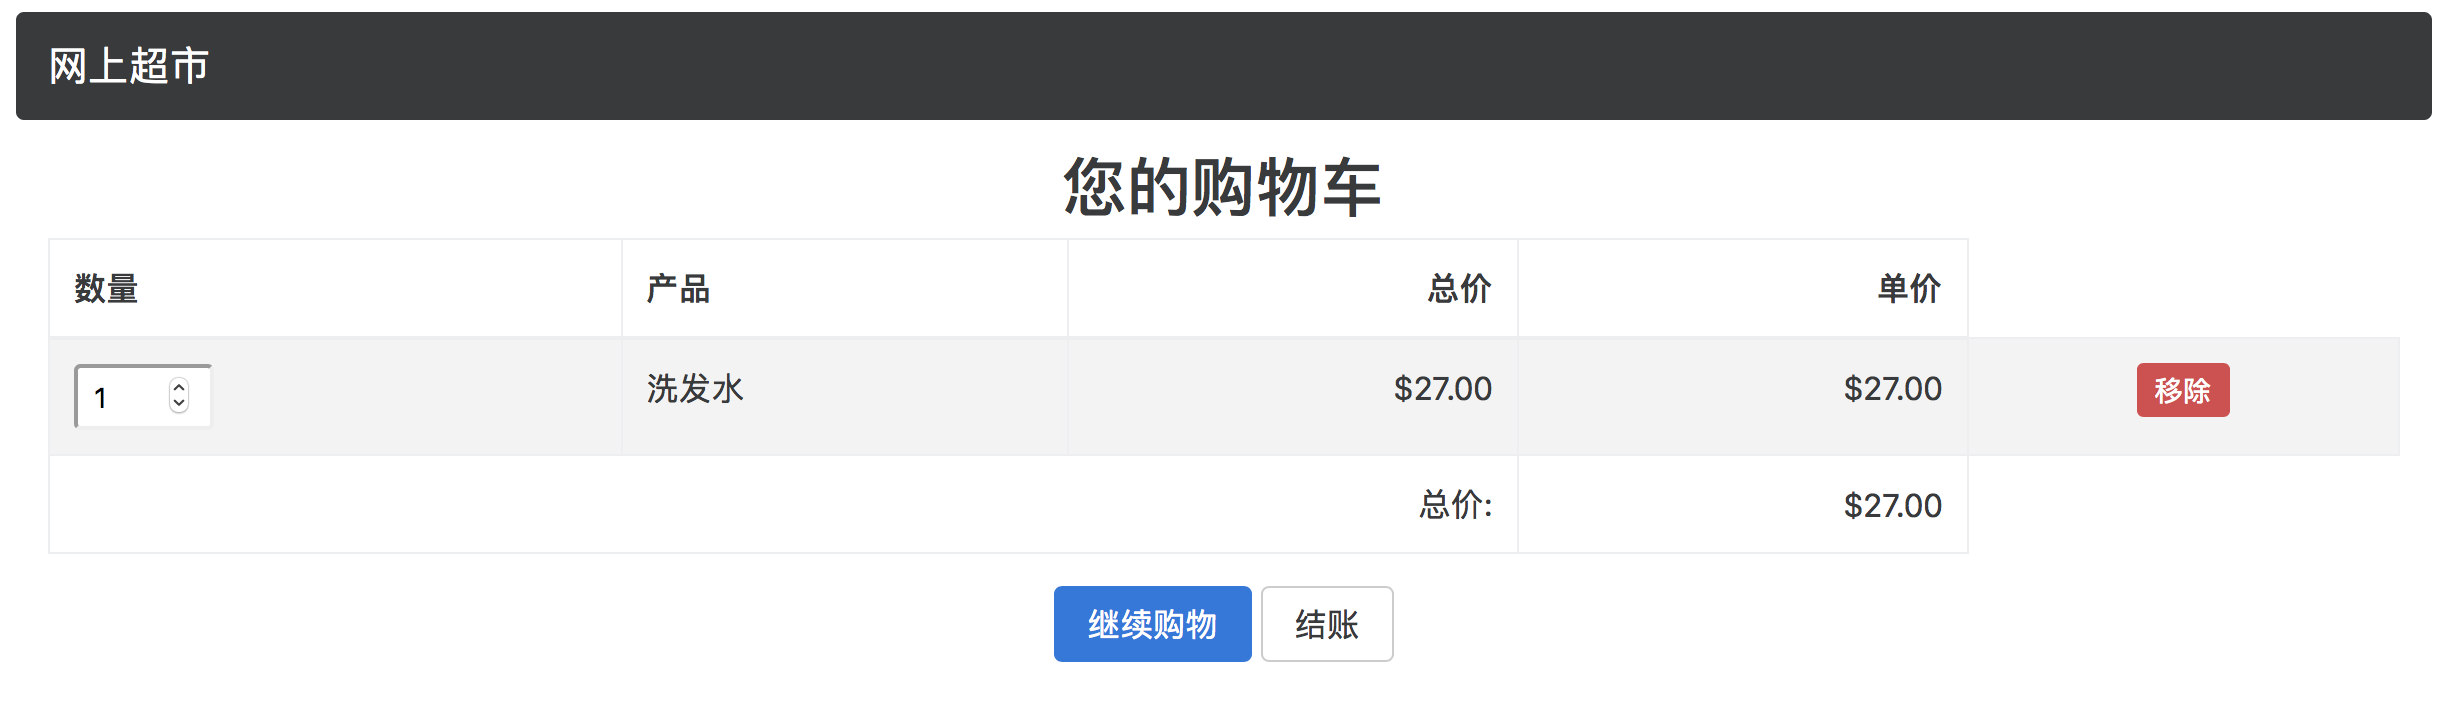 网上超市
您的购物车
数量 产品 总价 单价
1 洗发水 $27.00 $27.00 移除
总价: $27.00
继续购物 结账